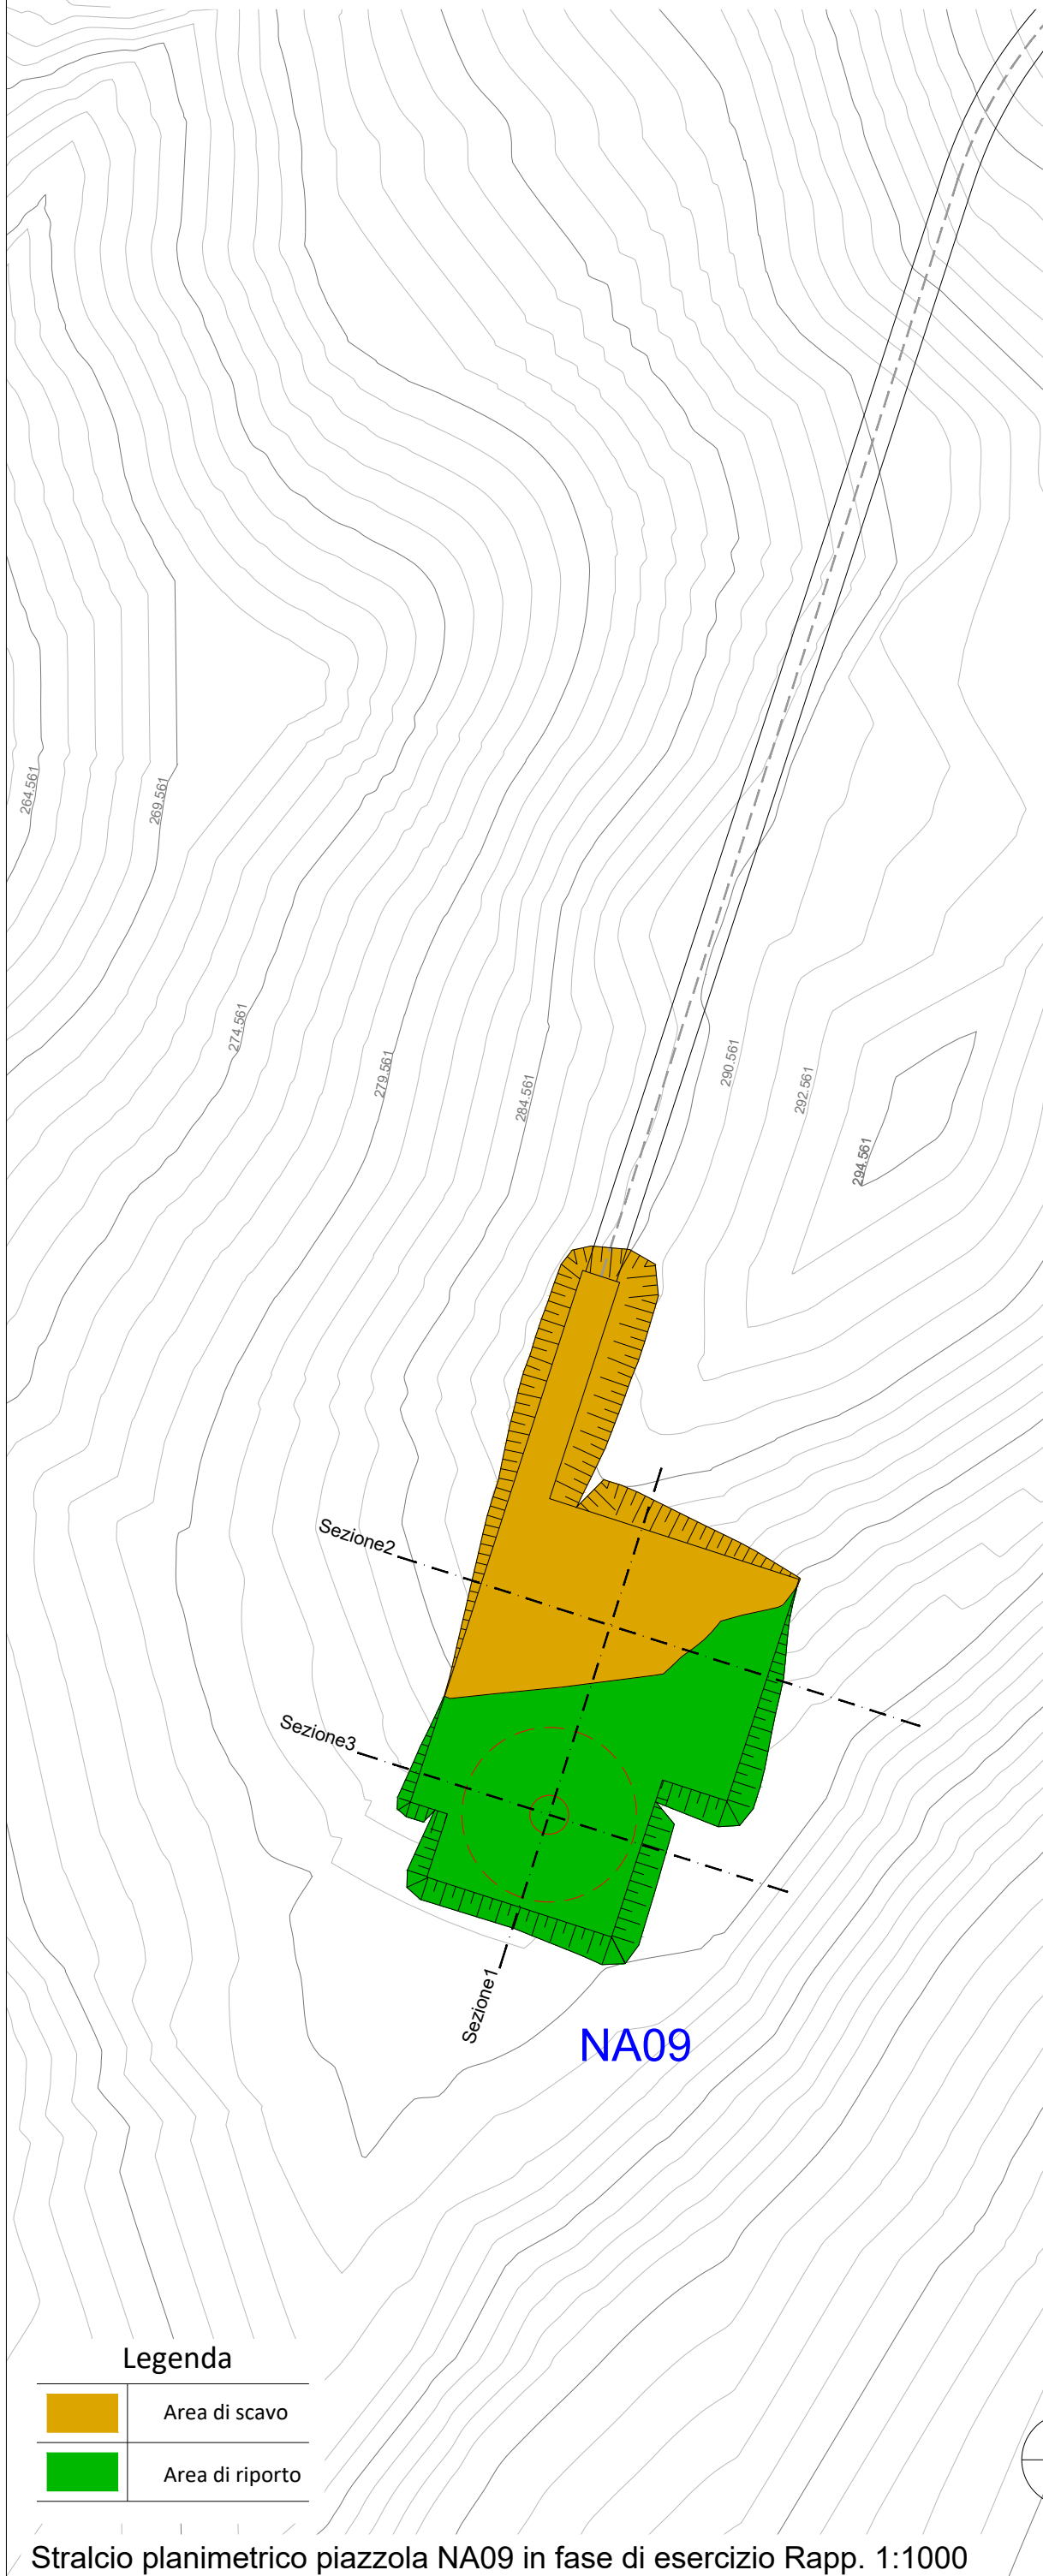 264.561
269.561
274.561
279.561
284.561
290.561
292.561
294.561
Sezione2
Sezione3
Sezione1
NA09
Legenda
Area di scavo
Area di riporto
Stralcio planimetrico piazzola NA09 in fase di esercizio Rapp. 1:1000